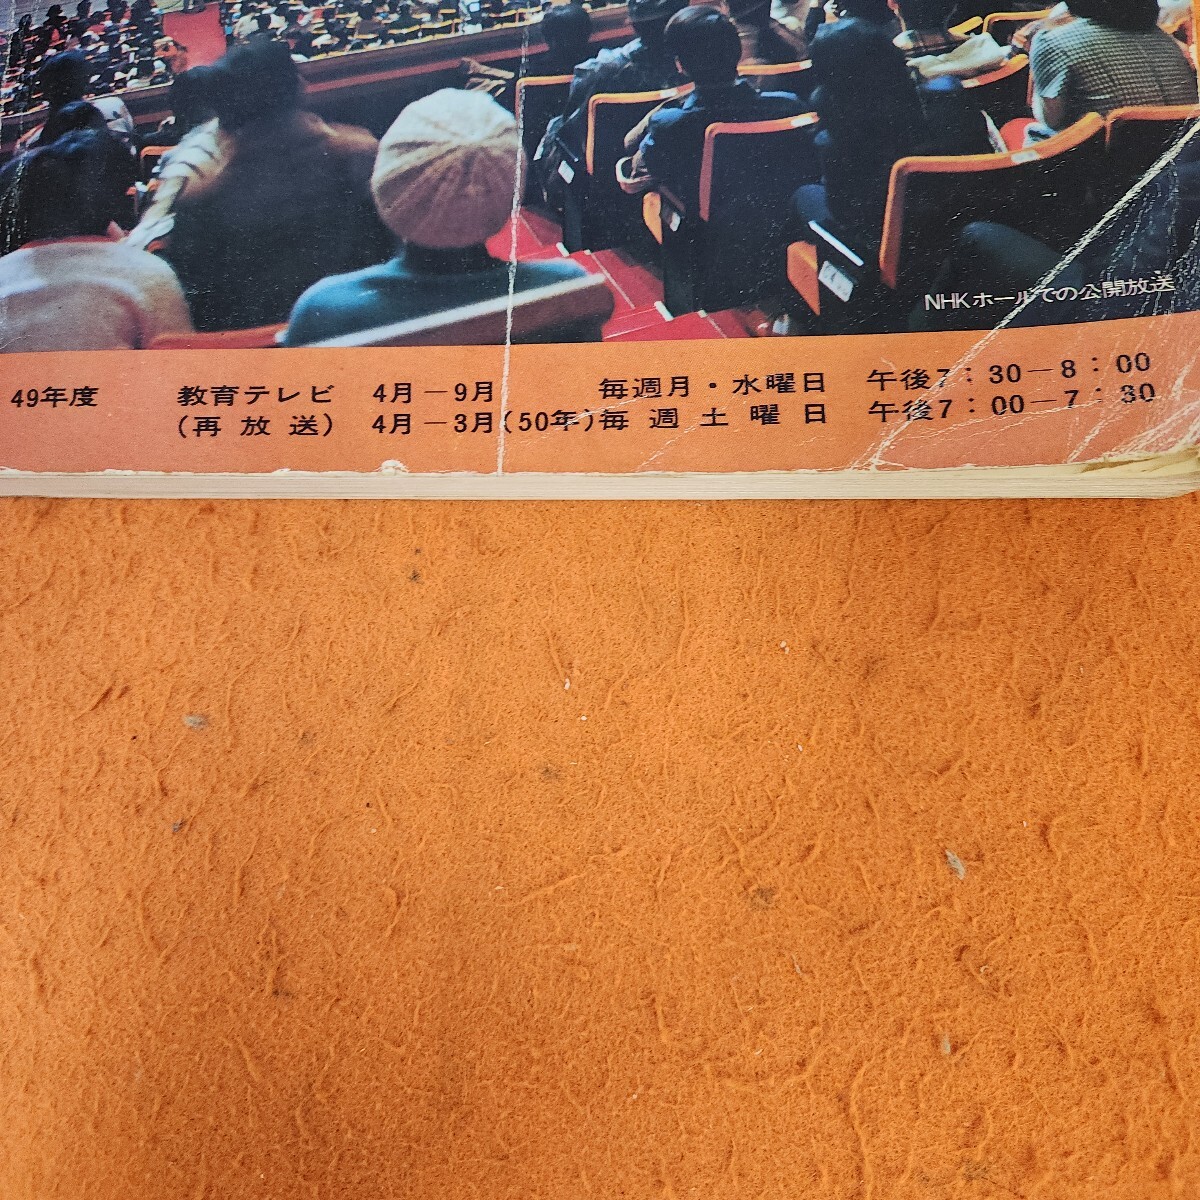 NHKホールでの公開放送
49年度 教育テレビ 4月－9月 毎週月・水曜日 午後7：30－8：00
(再放送) 4月－3月(50年)毎週土曜日 午後7：00－7：30